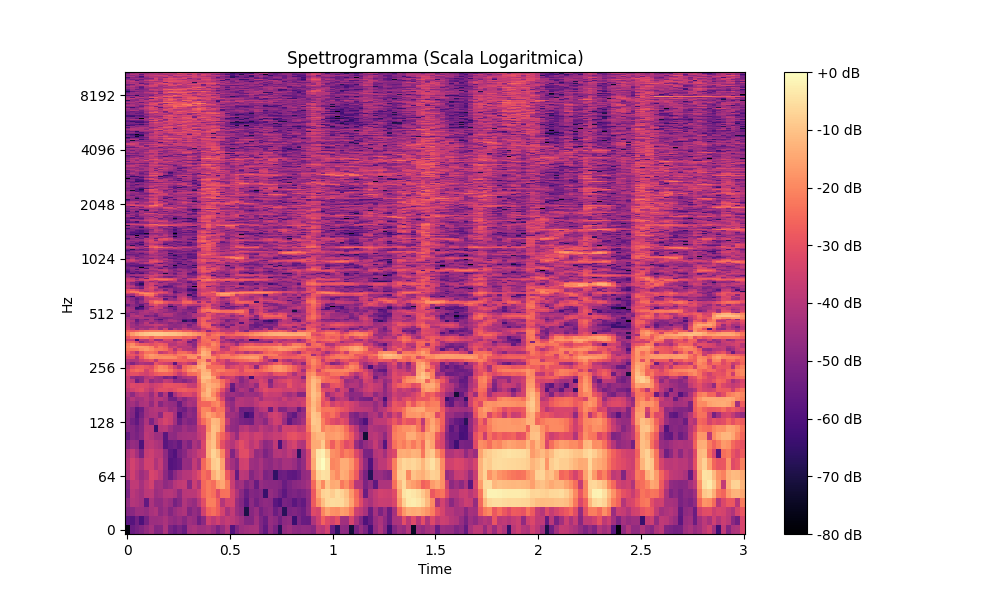 Spettrogramma (Scala Logaritmica)
Hz
8192
4096
2048
1024
512
256
128
64
0
0 0.5 1 1.5 2 2.5 3
Time
+0 dB
-10 dB
-20 dB
-30 dB
-40 dB
-50 dB
-60 dB
-70 dB
-80 dB